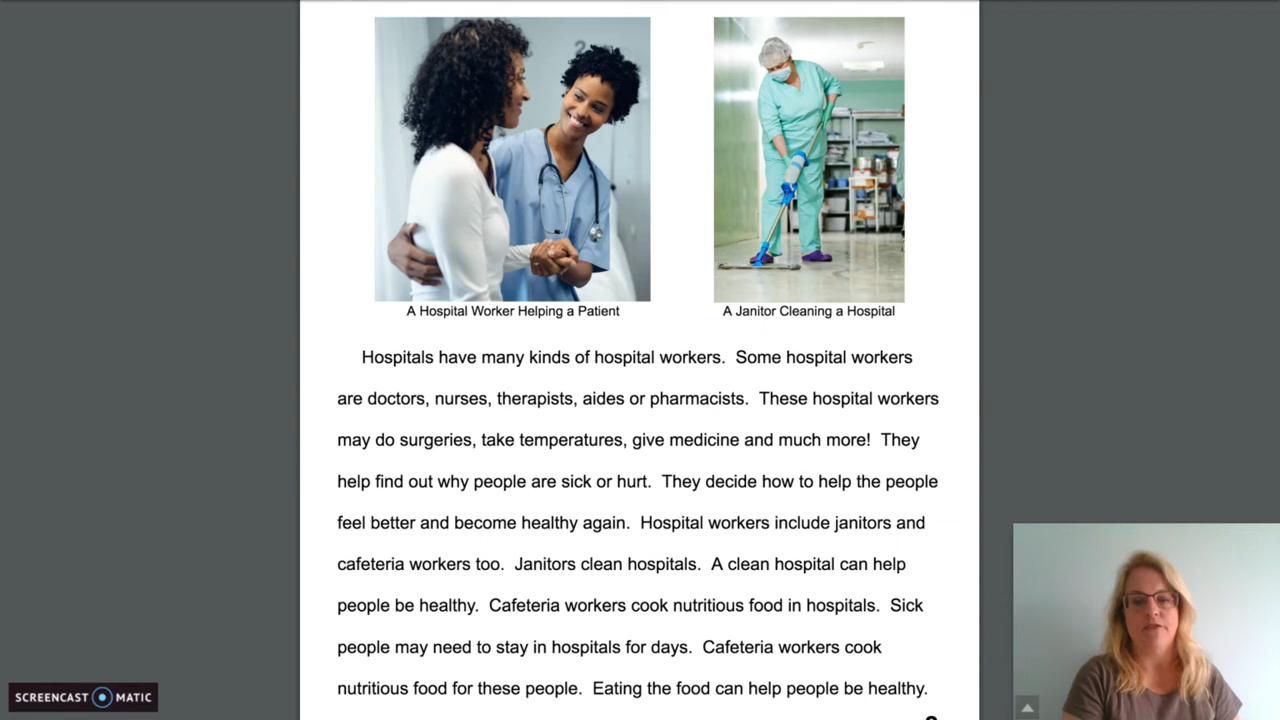 A Hospital Worker Helping a Patient
A Janitor Cleaning a Hospital
Hospitals have many kinds of hospital workers. Some hospital workers
are doctors, nurses, therapists, aides or pharmacists. These hospital workers
may do surgeries, take temperatures, give medicine and much more! They
help find out why people are sick or hurt. They decide how to help the people
feel better and become healthy again. Hospital workers include janitors and
cafeteria workers too. Janitors clean hospitals. A clean hospital can help
people be healthy. Cafeteria workers cook nutritious food in hospitals. Sick
people may need to stay in hospitals for days. Cafeteria workers cook
nutritious food for these people. Eating the food can help people be healthy.
SCREENCAST MATIC